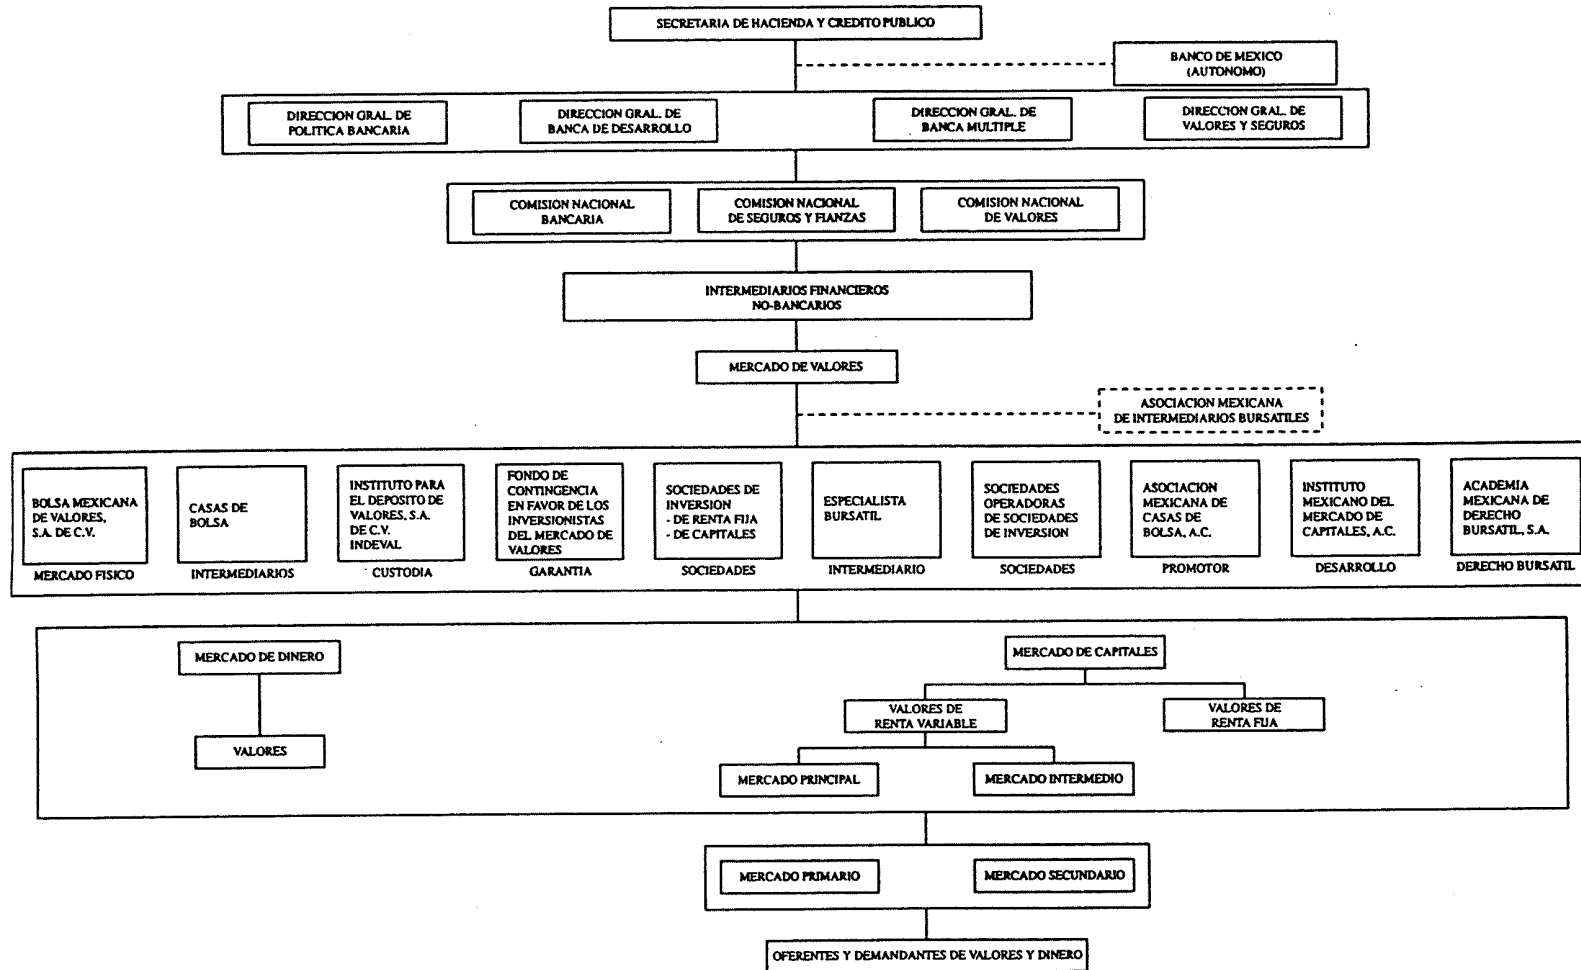 SECRETARIA DE HACIENDA Y CREDITO PUBLICO
BANCO DE MEXICO
(AUTONOMO)
DIRECCION GRAL. DE
POLITICA BANCARIA
DIRECCION GRAL. DE
BANCA DE DESARROLLO
DIRECCION GRAL. DE
BANCA MULTIPLE
DIRECCION GRAL. DE
VALORES Y SEGUROS
COMISION NACIONAL
BANCARIA
COMISION NACIONAL
DE SEGUROS Y FIANZAS
COMISION NACIONAL
DE VALORES
INTERMEDIARIOS FINANCIEROS
NO-BANCARIOS
MERCADO DE VALORES
ASOCIACION MEXICANA
DE INTERMEDIARIOS BURSATILES
BOLSA MEXICANA
DE VALORES,
S.A. DE C.V.
MERCADO FISICO
CASAS DE
BOLSA
INTERMEDIARIOS
INSTITUTO PARA
EL DEPOSITO DE
VALORES, S.A.
DE C.V.
INDEVAL
CUSTODIA
FONDO DE
CONTINGENCIA
EN FAVOR DE LOS
INVERSIONISTAS
DEL MERCADO DE
VALORES
GARANTIA
SOCIEDADES DE
INVERSION
- DE RENTA FIJA
- DE CAPITALES
SOCIEDADES
ESPECIALISTA
BURSATIL
INTERMEDIARIO
SOCIEDADES
OPERADORAS
DE SOCIEDADES
DE INVERSION
SOCIEDADES
ASOCIACION
MEXICANA DE
CASAS DE
BOLSA, A.C.
PROMOTOR
INSTITUTO
MEXICANO DEL
MERCADO DE
CAPITALES, A.C.
DESARROLLO
ACADEMIA
MEXICANA DE
DERECHO
BURSATIL, S.A.
DERECHO BURSATIL
MERCADO DE DINERO
VALORES
MERCADO DE CAPITALES
VALORES DE
RENTA VARIABLE
VALORES DE
RENTA FIJA
MERCADO PRINCIPAL
MERCADO INTERMEDIO
MERCADO PRIMARIO
MERCADO SECUNDARIO
OFERENTES Y DEMANDANTES DE VALORES Y DINERO